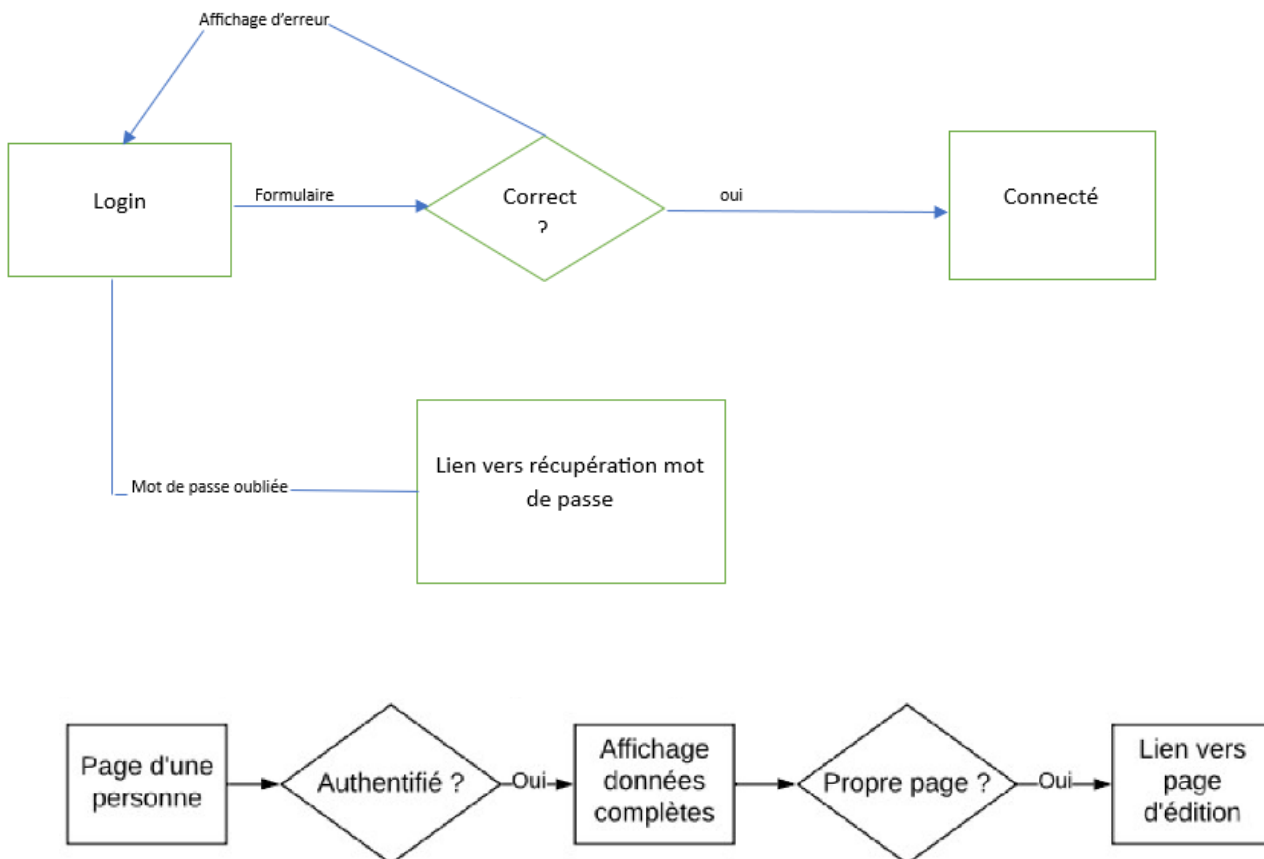 Affichage d'erreur
Login
Formulaire
Correct
?
oui
Connecté
Mot de passe oubliée
Lien vers récupération mot
de passe
Page d'une
personne
Authentifié ?
Oui
Affichage
données
complètes
Propre page ?
Oui
Lien vers
page
d'édition